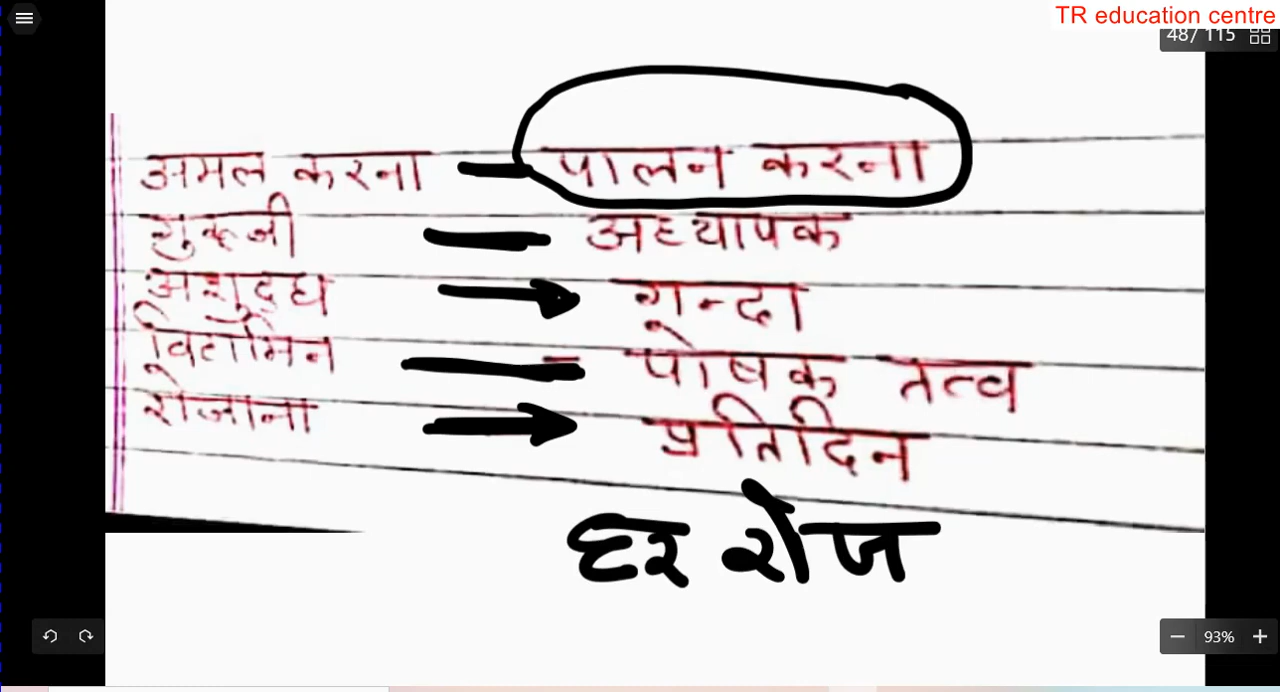 TR education centre
48/ 115
अमल करना — पालन करना
गुरूजी — अध्यापक
अशुद्ध → गन्दा
विटामिन — पोषक तत्व
रोजाना → प्रतिदिन
हर रोज
93%